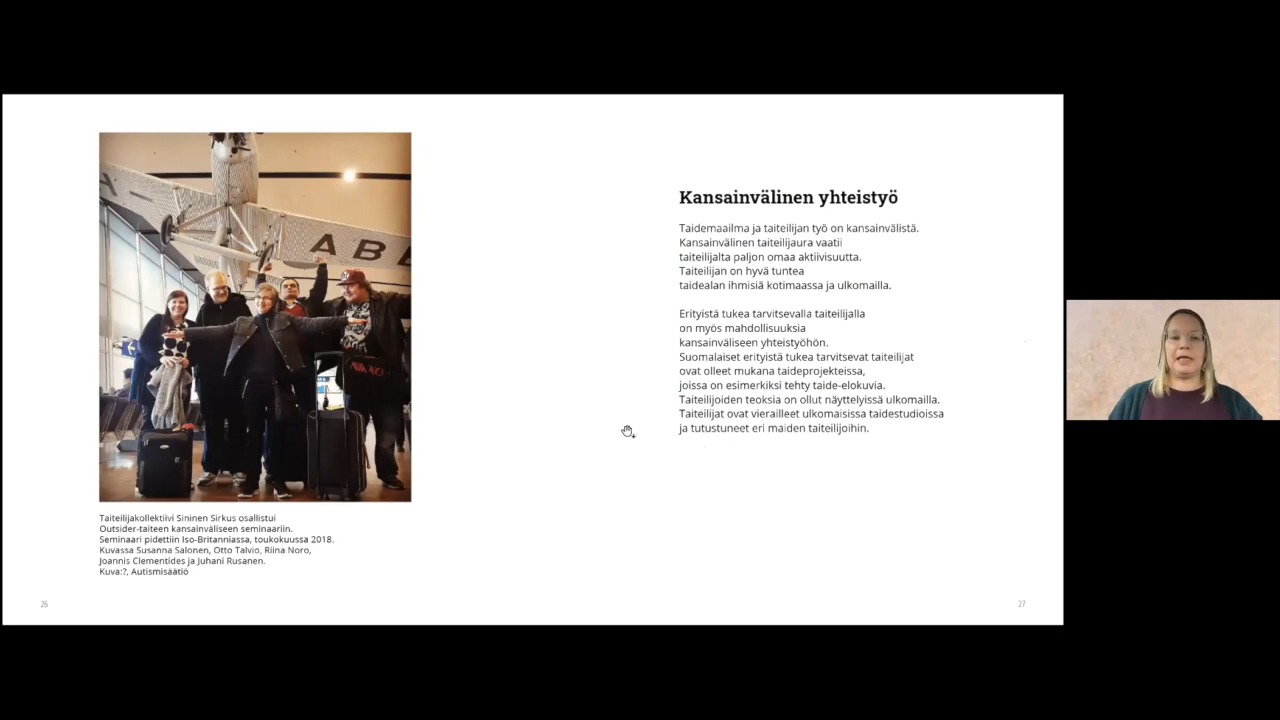 ABE
NIKKO
Taiteilijakollektiivi Sininen Sirkus osallistui
Outsider-taiteen kansainväliseen seminaariin.
Seminaari pidettiin Iso-Britanniassa, toukokuussa 2018.
Kuvassa Susanna Salonen, Otto Talvio, Riina Noro,
Joannis Clementides ja Juhani Rusanen.
Kuva:?, Autismisäätiö
26
Kansainvälinen yhteistyö
Taidemaailma ja taiteilijan työ on kansainvälistä.
Kansainvälinen taiteilijaura vaatii
taiteilijalta paljon omaa aktiivisuutta.
Taiteilijan on hyvä tuntea
taidealan ihmisiä kotimaassa ja ulkomailla.
Erityistä tukea tarvitsevalla taiteilijalla
on myös mahdollisuuksia
kansainväliseen yhteistyöhön.
Suomalaiset erityistä tukea tarvitsevat taiteilijat
ovat olleet mukana taideprojekteissa,
joissa on esimerkiksi tehty taide-elokuvia.
Taiteilijoiden teoksia on ollut näyttelyissä ulkomailla.
Taiteilijat ovat vierailleet ulkomaisissa taidestudioissa
ja tutustuneet eri maiden taiteilijoihin.
27